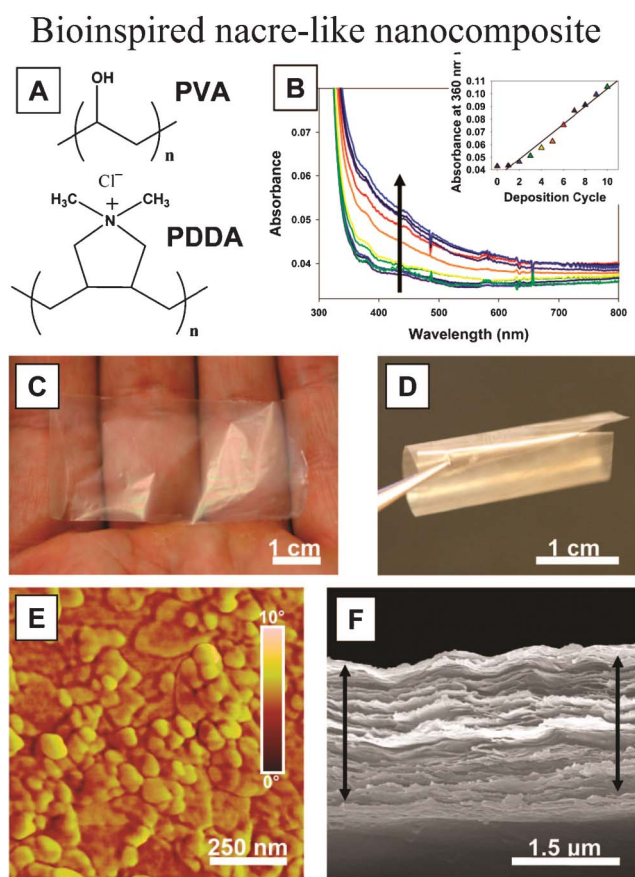 Bioinspired nacre-like nanocomposite
A
OH
PVA
n
Cl⁻
+
H₃C
CH₃
N
PDDA
n
B
Absorbance
0.07
0.06
0.05
0.04
300 400 500 600 700 800
Wavelength (nm)
Absorbance at 360 nm
0.11
0.10
0.09
0.08
0.07
0.06
0.05
0.04
0 2 4 6 8 10
Deposition Cycle
C
1 cm
D
1 cm
E
10°
0°
250 nm
F
1.5 μm